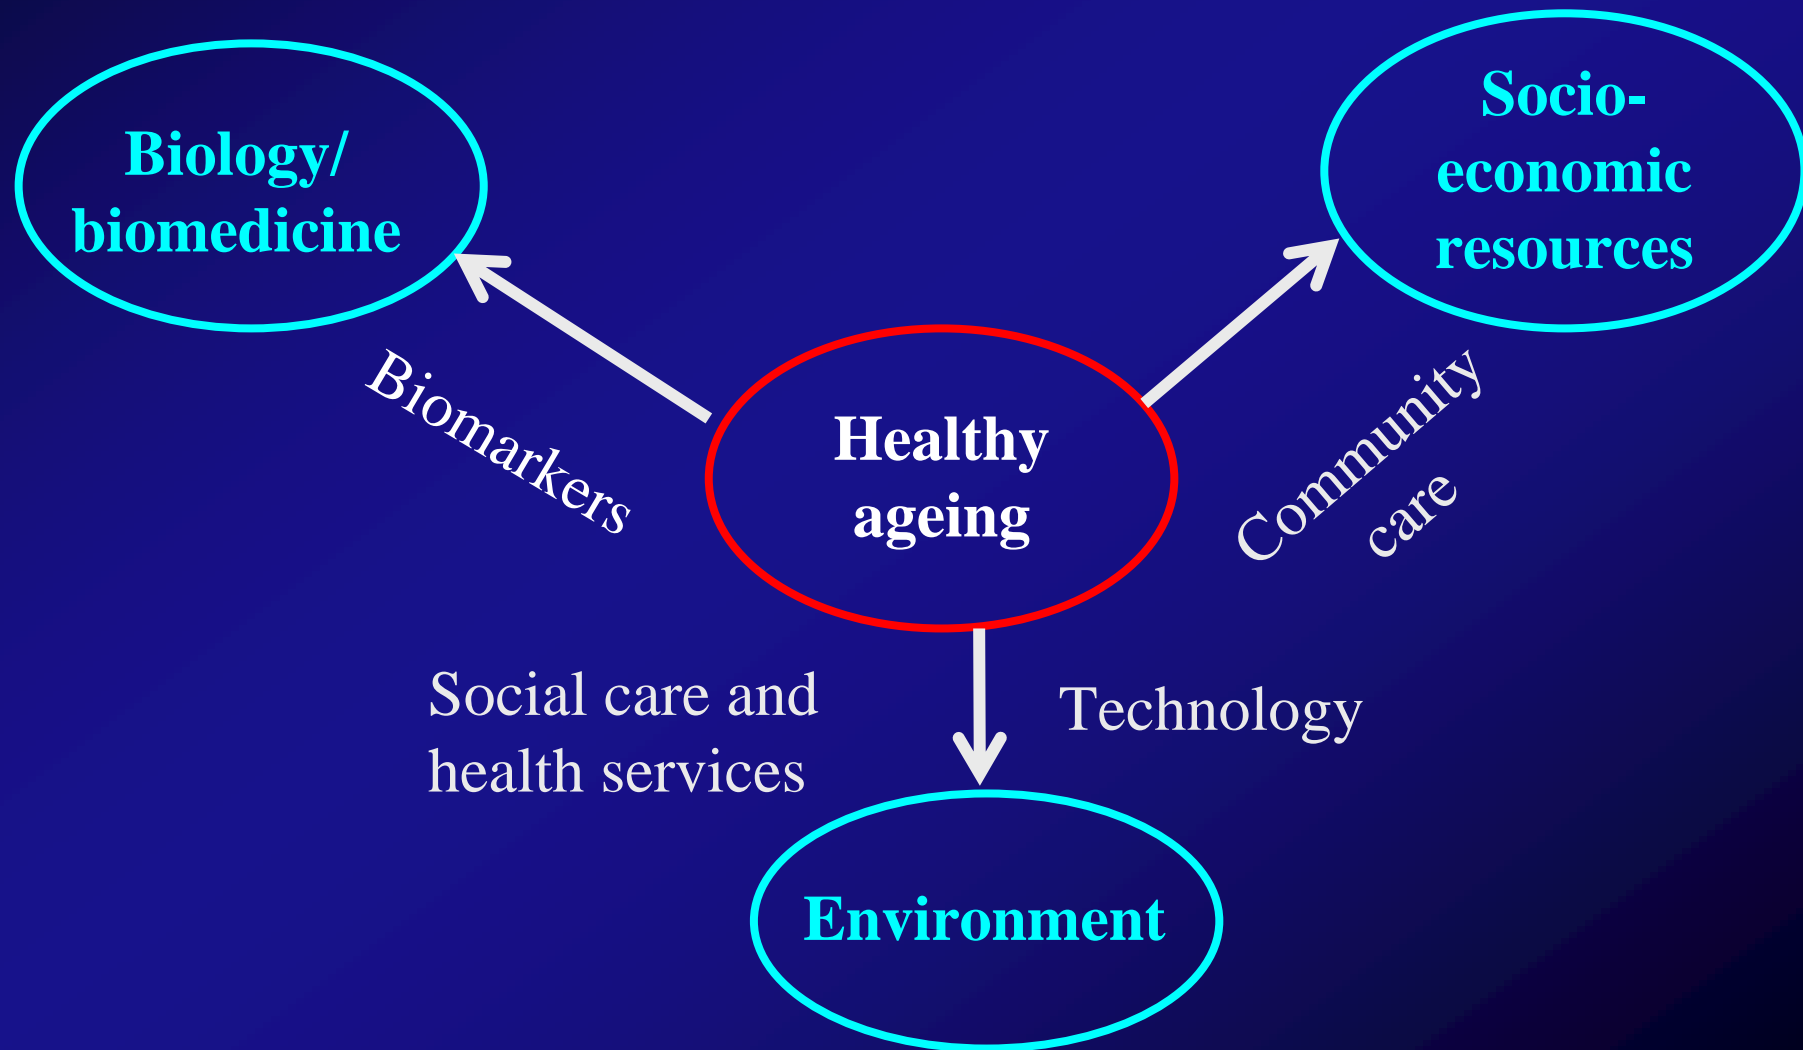 Biology/
biomedicine
Socio-
economic
resources
Biomarkers
Healthy
ageing
Community
care
Social care and
health services
Technology
Environment